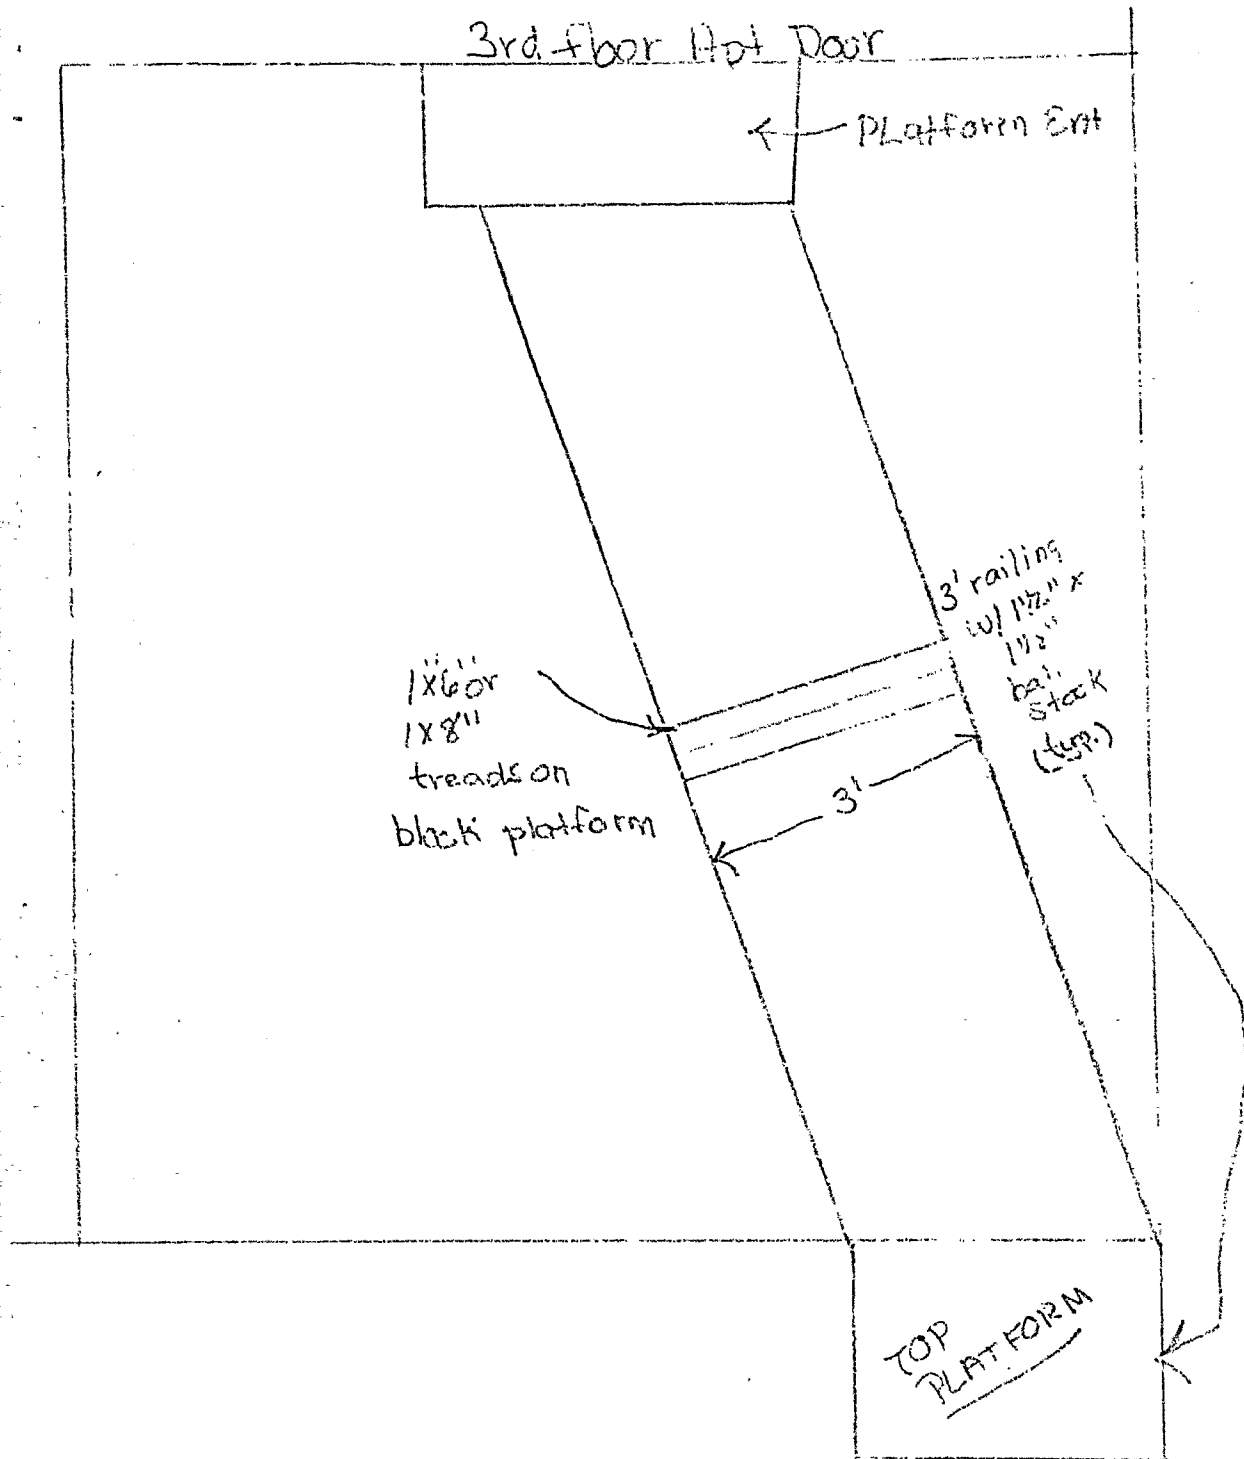 3rd floor Apt Door
Platform Ent
3' railing
w/ 1½" x
1½"
bal.
stock
(typ.)
1"x6" or
1x8"
treads on
black platform
3'
TOP
PLATFORM